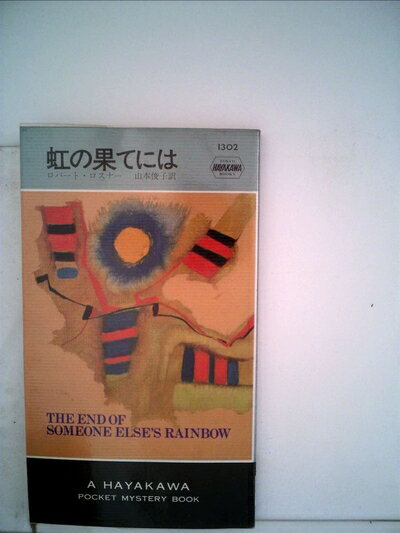 虹の果てには
1302
ロバート・ロスナー 山本俊子訳
HAYAKAWA
BOOKS
THE END OF
SOMEONE ELSE'S RAINBOW
A HAYAKAWA
POCKET MYSTERY BOOK